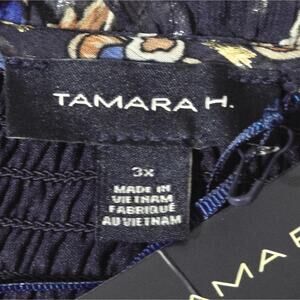 TAMARA H.
3X
MADE IN
VIETNAM
FABRIQUÉ
AU VIETNAM